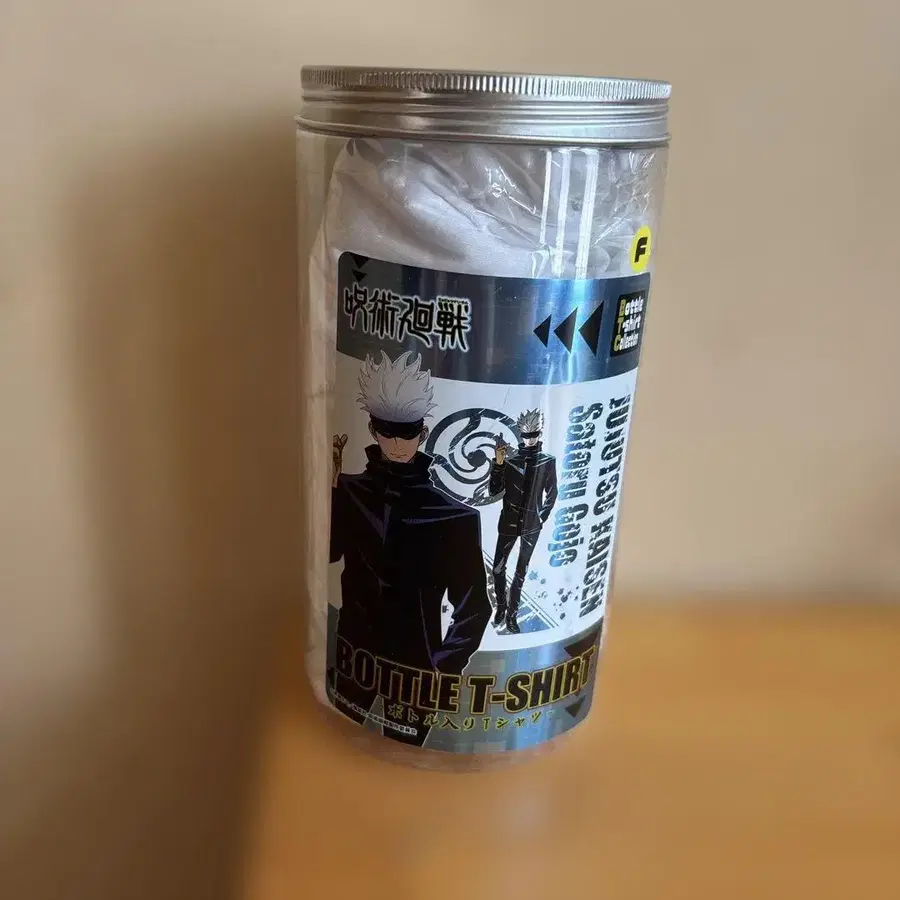 F
呪術廻戦
Bottle
T-shirt
Collection
JUJUTSU KAISEN
Satoru Gojo
BOTTLE T-SHIRT
ボトル入りTシャツ